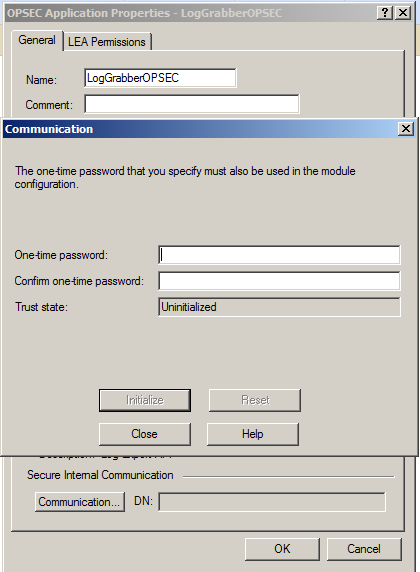 OPSEC Application Properties - LogGrabberOPSEC
General
LEA Permissions
Name:
LogGrabberOPSEC
Comment:
Communication
The one-time password that you specify must also be used in the module
configuration.
One-time password:
Confirm one-time password:
Trust state:
Uninitialized
Initialize
Reset
Close
Help
Secure Internal Communication
Communication...
DN:
OK
Cancel